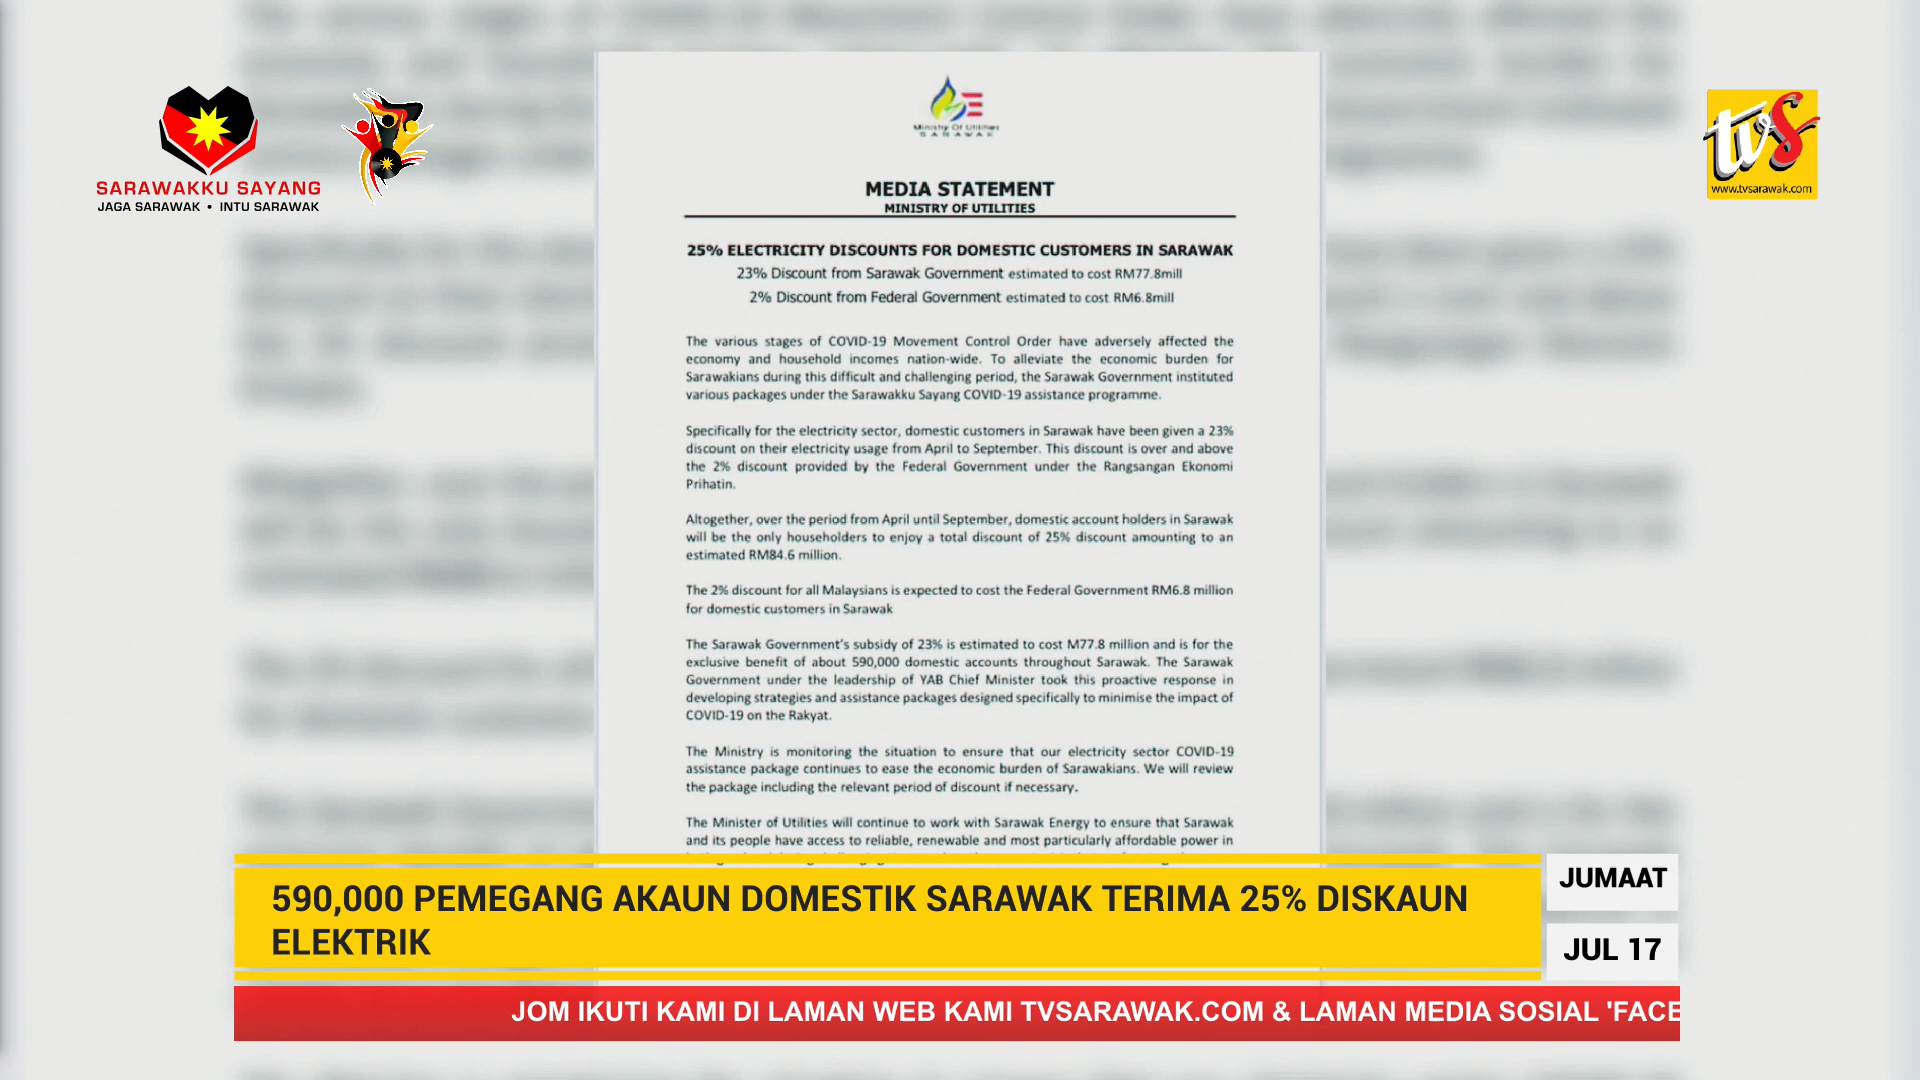 SARAWAKKU SAYANG
JAGA SARAWAK • INTU SARAWAK
tvS
www.tvsarawak.com
Ministry Of Utilities
SARAWAK
MEDIA STATEMENT
MINISTRY OF UTILITIES
25% ELECTRICITY DISCOUNTS FOR DOMESTIC CUSTOMERS IN SARAWAK
23% Discount from Sarawak Government estimated to cost RM77.8mill
2% Discount from Federal Government estimated to cost RM6.8mill
The various stages of COVID-19 Movement Control Order have adversely affected the
economy and household incomes nation-wide. To alleviate the economic burden for
Sarawakians during this difficult and challenging period, the Sarawak Government instituted
various packages under the Sarawakku Sayang COVID-19 assistance programme.
Specifically for the electricity sector, domestic customers in Sarawak have been given a 23%
discount on their electricity usage from April to September. This discount is over and above
the 2% discount provided by the Federal Government under the Rangsangan Ekonomi
Prihatin.
Altogether, over the period from April until September, domestic account holders in Sarawak
will be the only householders to enjoy a total discount of 25% discount amounting to an
estimated RM84.6 million.
The 2% discount for all Malaysians is expected to cost the Federal Government RM6.8 million
for domestic customers in Sarawak
The Sarawak Government's subsidy of 23% is estimated to cost M77.8 million and is for the
exclusive benefit of about 590,000 domestic accounts throughout Sarawak. The Sarawak
Government under the leadership of YAB Chief Minister took this proactive response in
developing strategies and assistance packages designed specifically to minimise the impact of
COVID-19 on the Rakyat.
The Ministry is monitoring the situation to ensure that our electricity sector COVID-19
assistance package continues to ease the economic burden of Sarawakians. We will review
the package including the relevant period of discount if necessary.
The Minister of Utilities will continue to work with Sarawak Energy to ensure that Sarawak
and its people have access to reliable, renewable and most particularly affordable power in
590,000 PEMEGANG AKAUN DOMESTIK SARAWAK TERIMA 25% DISKAUN
ELEKTRIK
JUMAAT
JUL 17
JOM IKUTI KAMI DI LAMAN WEB KAMI TVSARAWAK.COM & LAMAN MEDIA SOSIAL 'FACE